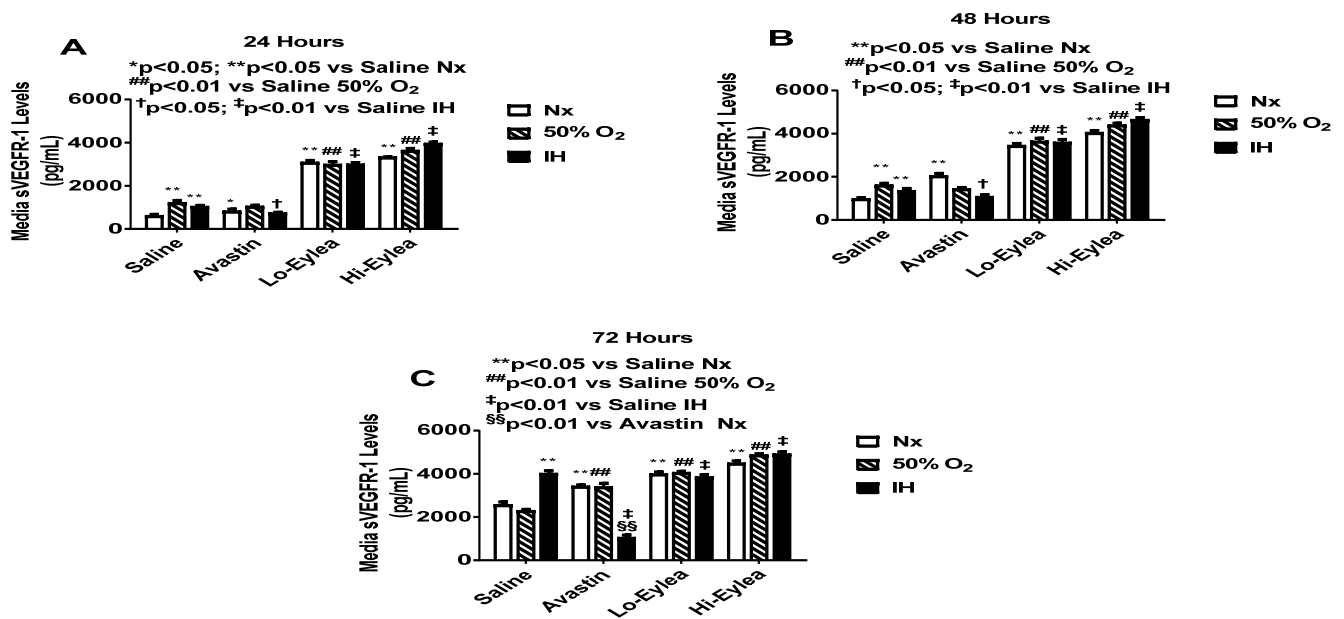 A
24 Hours
*p<0.05; **p<0.05 vs Saline Nx
##p<0.01 vs Saline 50% O2
†p<0.05; ‡p<0.01 vs Saline IH
Media sVEGFR-1 Levels
(pg/mL)
6000
4000
2000
0
** ** * ** ## ‡ ** ## ‡
†
Saline
Avastin
Lo-Eylea
Hi-Eylea
Nx
50% O2
IH
B
48 Hours
**p<0.05 vs Saline Nx
##p<0.01 vs Saline 50% O2
†p<0.05; ‡p<0.01 vs Saline IH
Media sVEGFR-1 Levels
(pg/mL)
6000
4000
2000
0
** ** ** † ** ## ‡ ** ## ‡
Saline
Avastin
Lo-Eylea
Hi-Eylea
Nx
50% O2
IH
C
72 Hours
**p<0.05 vs Saline Nx
##p<0.01 vs Saline 50% O2
‡p<0.01 vs Saline IH
§§p<0.01 vs Avastin Nx
Media sVEGFR-1 Levels
(pg/mL)
6000
4000
2000
0
** ** ## ‡ ** ## ‡ ** ## ‡
§§
Saline
Avastin
Lo-Eylea
Hi-Eylea
Nx
50% O2
IH